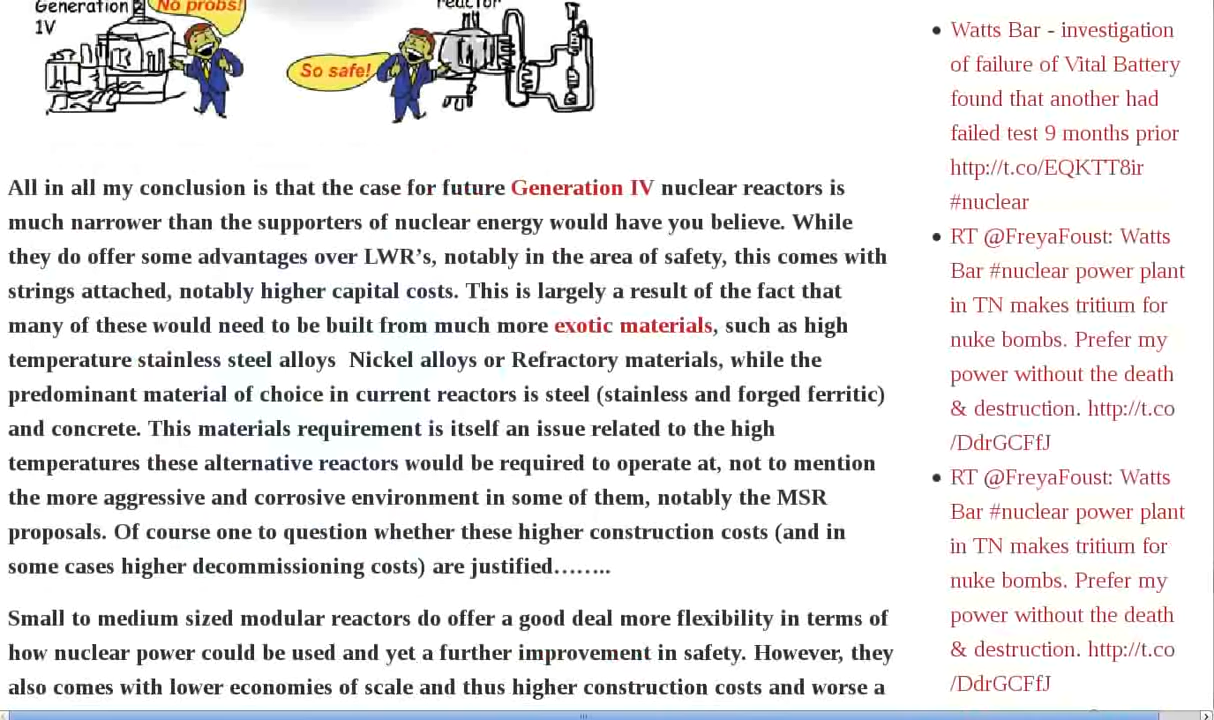 Generation
1V
No probs!
reactor
So safe!
All in all my conclusion is that the case for future Generation IV nuclear reactors is
much narrower than the supporters of nuclear energy would have you believe. While
they do offer some advantages over LWR’s, notably in the area of safety, this comes with
strings attached, notably higher capital costs. This is largely a result of the fact that
many of these would need to be built from much more exotic materials, such as high
temperature stainless steel alloys  Nickel alloys or Refractory materials, while the
predominant material of choice in current reactors is steel (stainless and forged ferritic)
and concrete. This materials requirement is itself an issue related to the high
temperatures these alternative reactors would be required to operate at, not to mention
the more aggressive and corrosive environment in some of them, notably the MSR
proposals. Of course one to question whether these higher construction costs (and in
some cases higher decommissioning costs) are justified……..
Small to medium sized modular reactors do offer a good deal more flexibility in terms of
how nuclear power could be used and yet a further improvement in safety. However, they
also comes with lower economies of scale and thus higher construction costs and worse a
Watts Bar - investigation
of failure of Vital Battery
found that another had
failed test 9 months prior
http://t.co/EQKTT8ir
#nuclear
RT @FreyaFoust: Watts
Bar #nuclear power plant
in TN makes tritium for
nuke bombs. Prefer my
power without the death
& destruction. http://t.co
/DdrGCFfJ
RT @FreyaFoust: Watts
Bar #nuclear power plant
in TN makes tritium for
nuke bombs. Prefer my
power without the death
& destruction. http://t.co
/DdrGCFfJ